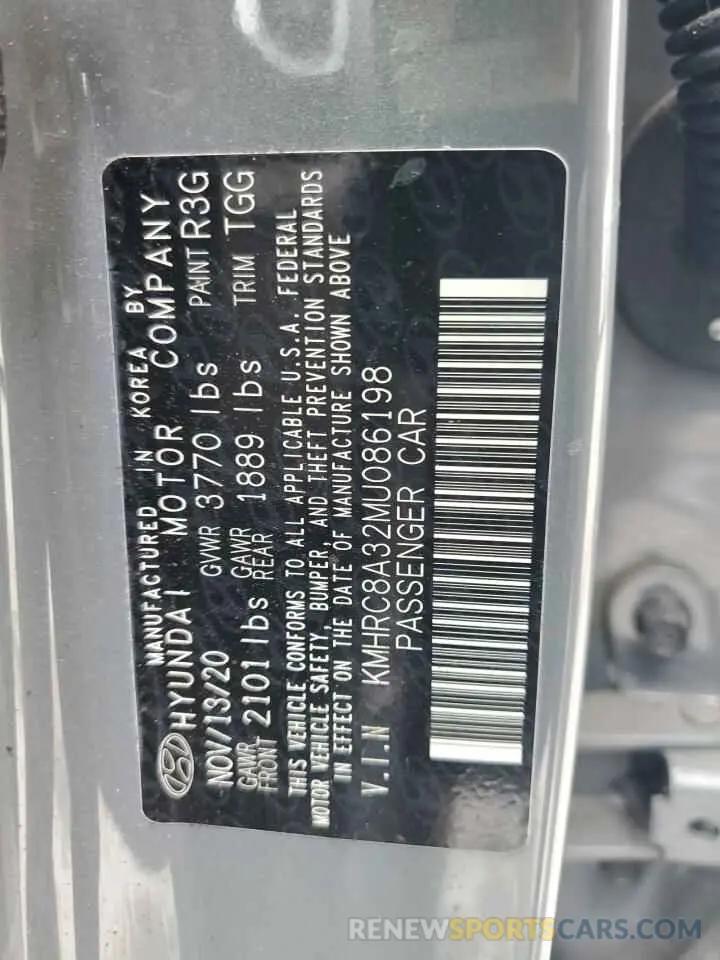 MANUFACTURED IN KOREA BY
HYUNDAI MOTOR COMPANY
NOV/13/20 GVWR 3770 lbs PAINT R3G
GAWR FRONT 2101 lbs GAWR REAR 1889 lbs TRIM TGG
THIS VEHICLE CONFORMS TO ALL APPLICABLE U.S.A. FEDERAL
MOTOR VEHICLE SAFETY, BUMPER, AND THEFT PREVENTION STANDARDS
IN EFFECT ON THE DATE OF MANUFACTURE SHOWN ABOVE
V.I.N KMHRC8A32MU086198
PASSENGER CAR
RENEWSPORTSCARS.COM